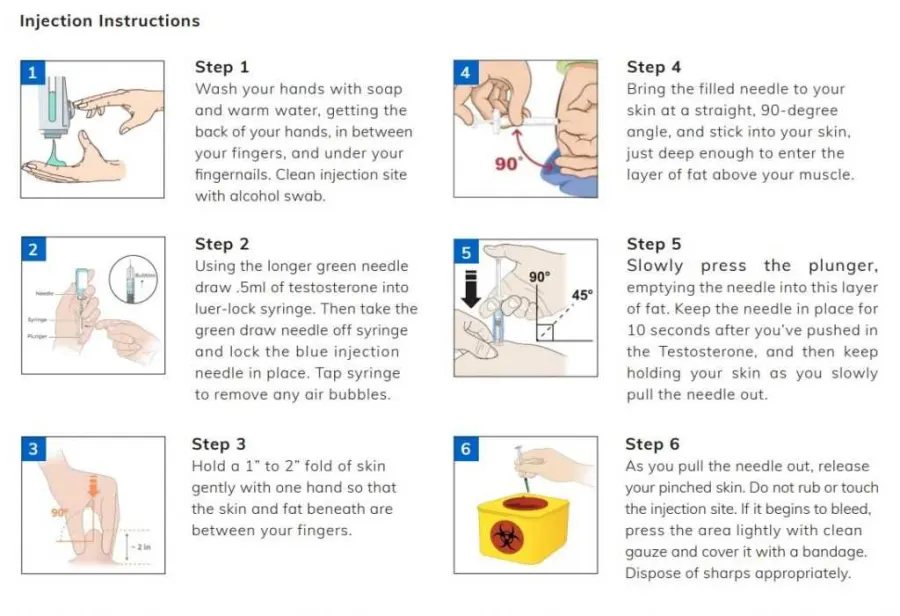 Injection Instructions
1
Step 1
Wash your hands with soap
and warm water, getting the
back of your hands, in between
your fingers, and under your
fingernails. Clean injection site
with alcohol swab.
2
Needle
Syringe
Plunger
Bubbles
Step 2
Using the longer green needle
draw .5ml of testosterone into
luer-lock syringe. Then take the
green draw needle off syringe
and lock the blue injection
needle in place. Tap syringe
to remove any air bubbles.
3
90°
~ 2 in
Step 3
Hold a 1” to 2” fold of skin
gently with one hand so that
the skin and fat beneath are
between your fingers.
4
90°
Step 4
Bring the filled needle to your
skin at a straight, 90-degree
angle, and stick into your skin,
just deep enough to enter the
layer of fat above your muscle.
5
90°
45°
Step 5
Slowly press the plunger,
emptying the needle into this layer
of fat. Keep the needle in place for
10 seconds after you’ve pushed in
the Testosterone, and then keep
holding your skin as you slowly
pull the needle out.
6
Step 6
As you pull the needle out, release
your pinched skin. Do not rub or touch
the injection site. If it begins to bleed,
press the area lightly with clean
gauze and cover it with a bandage.
Dispose of sharps appropriately.